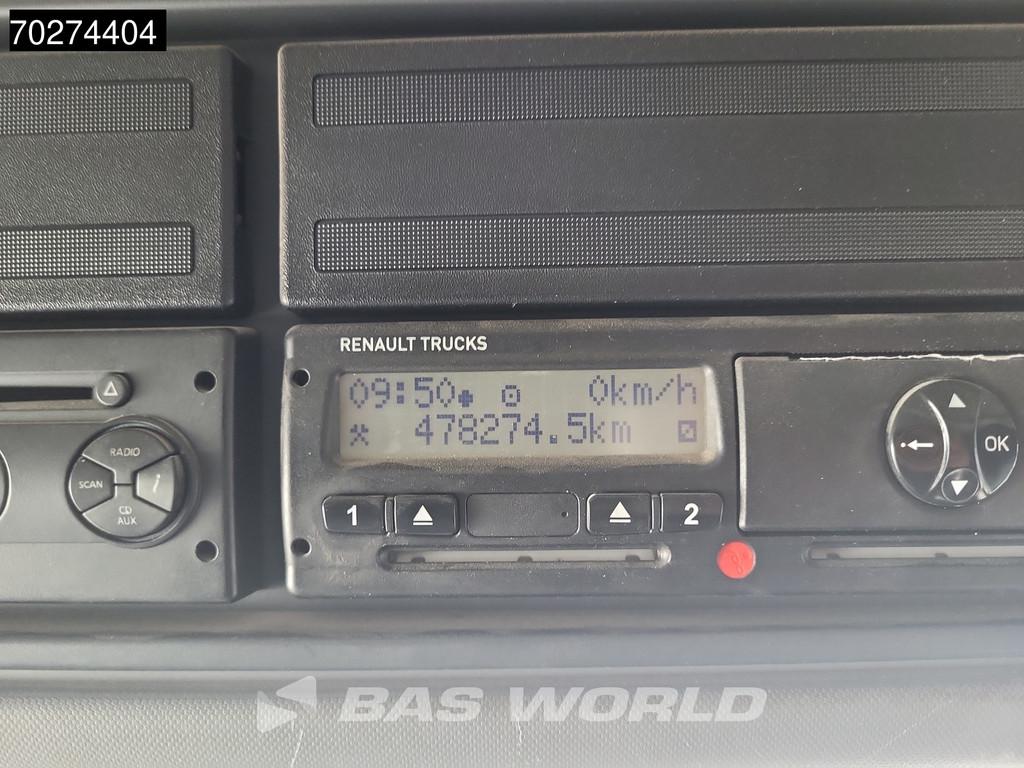 70274404
RENAULT TRUCKS
09:50 0km/h
478274.5km
1 2
OK
RADIO
SCAN i
CD
AUX
BAS WORLD